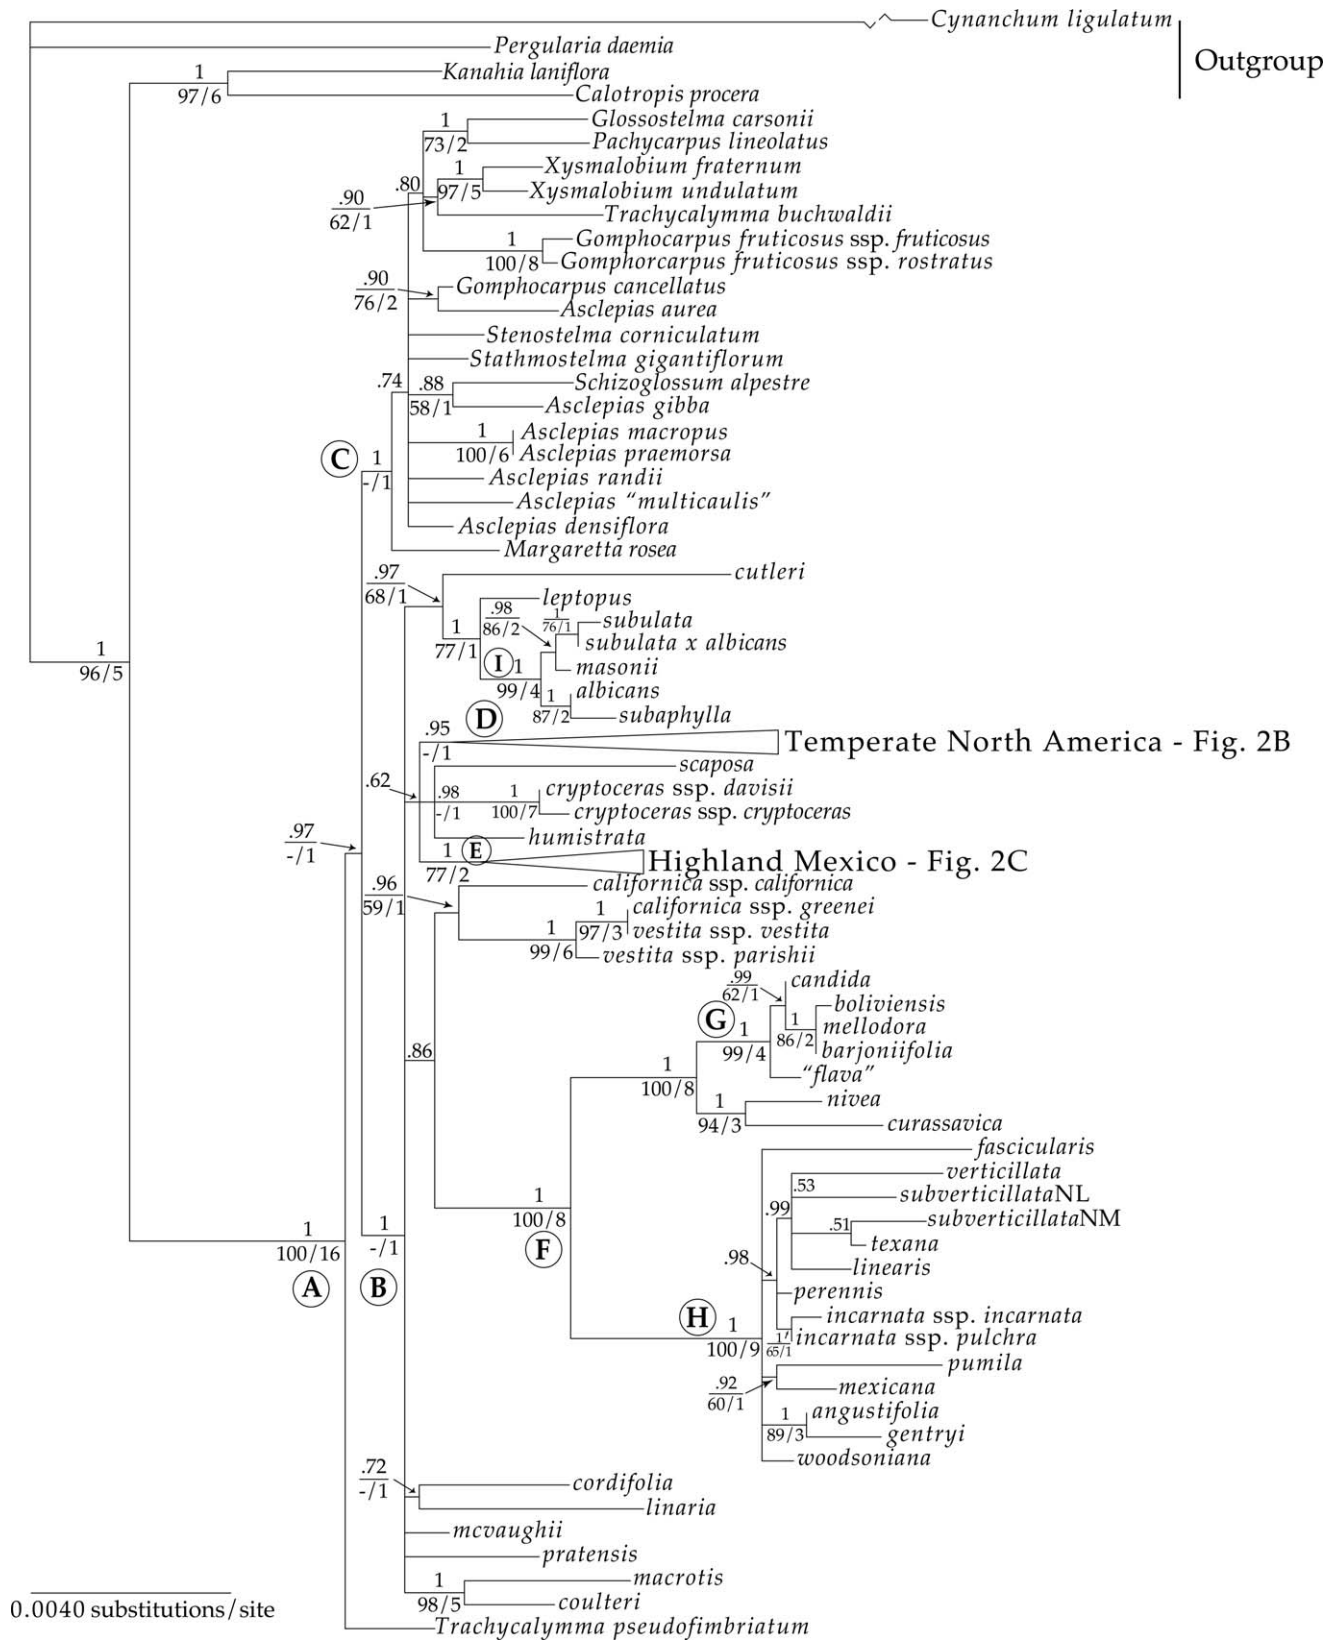 Cynanchum ligulatum
Pergularia daemia
Outgroup
1
Kanahia laniflora
97/6
Calotropis procera
1
Glossostelma carsonii
73/2
Pachycarpus lineolatus
1
Xysmalobium fraternum
.80
97/5
Xysmalobium undulatum
.90
62/1
Trachycalymma buchwaldii
1
Gomphocarpus fruticosus ssp. fruticosus
100/8
Gomphorcarpus fruticosus ssp. rostratus
.90
76/2
Gomphocarpus cancellatus
Asclepias aurea
Stenostelma corniculatum
Stathmostelma gigantiflorum
.74
.88
Schizoglossum alpestre
58/1
Asclepias gibba
1
Asclepias macropus
100/6
Asclepias praemorsa
C
1
-/1
Asclepias randii
Asclepias “multicaulis”
Asclepias densiflora
Margaretta rosea
.97
68/1
cutleri
leptopus
.98
86/2
1
76/1
subulata
subulata x albicans
1
77/1
I
1
99/4
masonii
1
albicans
87/2
subaphylla
1
96/5
D
.95
-/1
Temperate North America - Fig. 2B
scaposa
.62
.98
-/1
1
100/7
cryptoceras ssp. davisii
cryptoceras ssp. cryptoceras
humistrata
.97
-/1
E
1
77/2
Highland Mexico - Fig. 2C
.96
59/1
californica ssp. californica
1
97/3
californica ssp. greenei
vestita ssp. vestita
1
99/6
vestita ssp. parishii
.99
62/1
candida
boliviensis
G
1
86/2
mellodora
1
99/4
barjoniifolia
.86
1
100/8
“flava”
1
94/3
nivea
curassavica
fascicularis
verticillata
.53
1
100/8
subverticillataNL
.99
.51
subverticillataNM
F
texana
1
100/16
A
1
-/1
B
.98
linearis
perennis
H
1
100/9
incarnata ssp. incarnata
1
65/1
incarnata ssp. pulchra
pumila
.92
60/1
mexicana
1
89/3
angustifolia
gentryi
woodsoniana
.72
-/1
cordifolia
linaria
mcvaughii
pratensis
1
98/5
macrotis
coulteri
0.0040 substitutions/site
Trachycalymma pseudofimbriatum